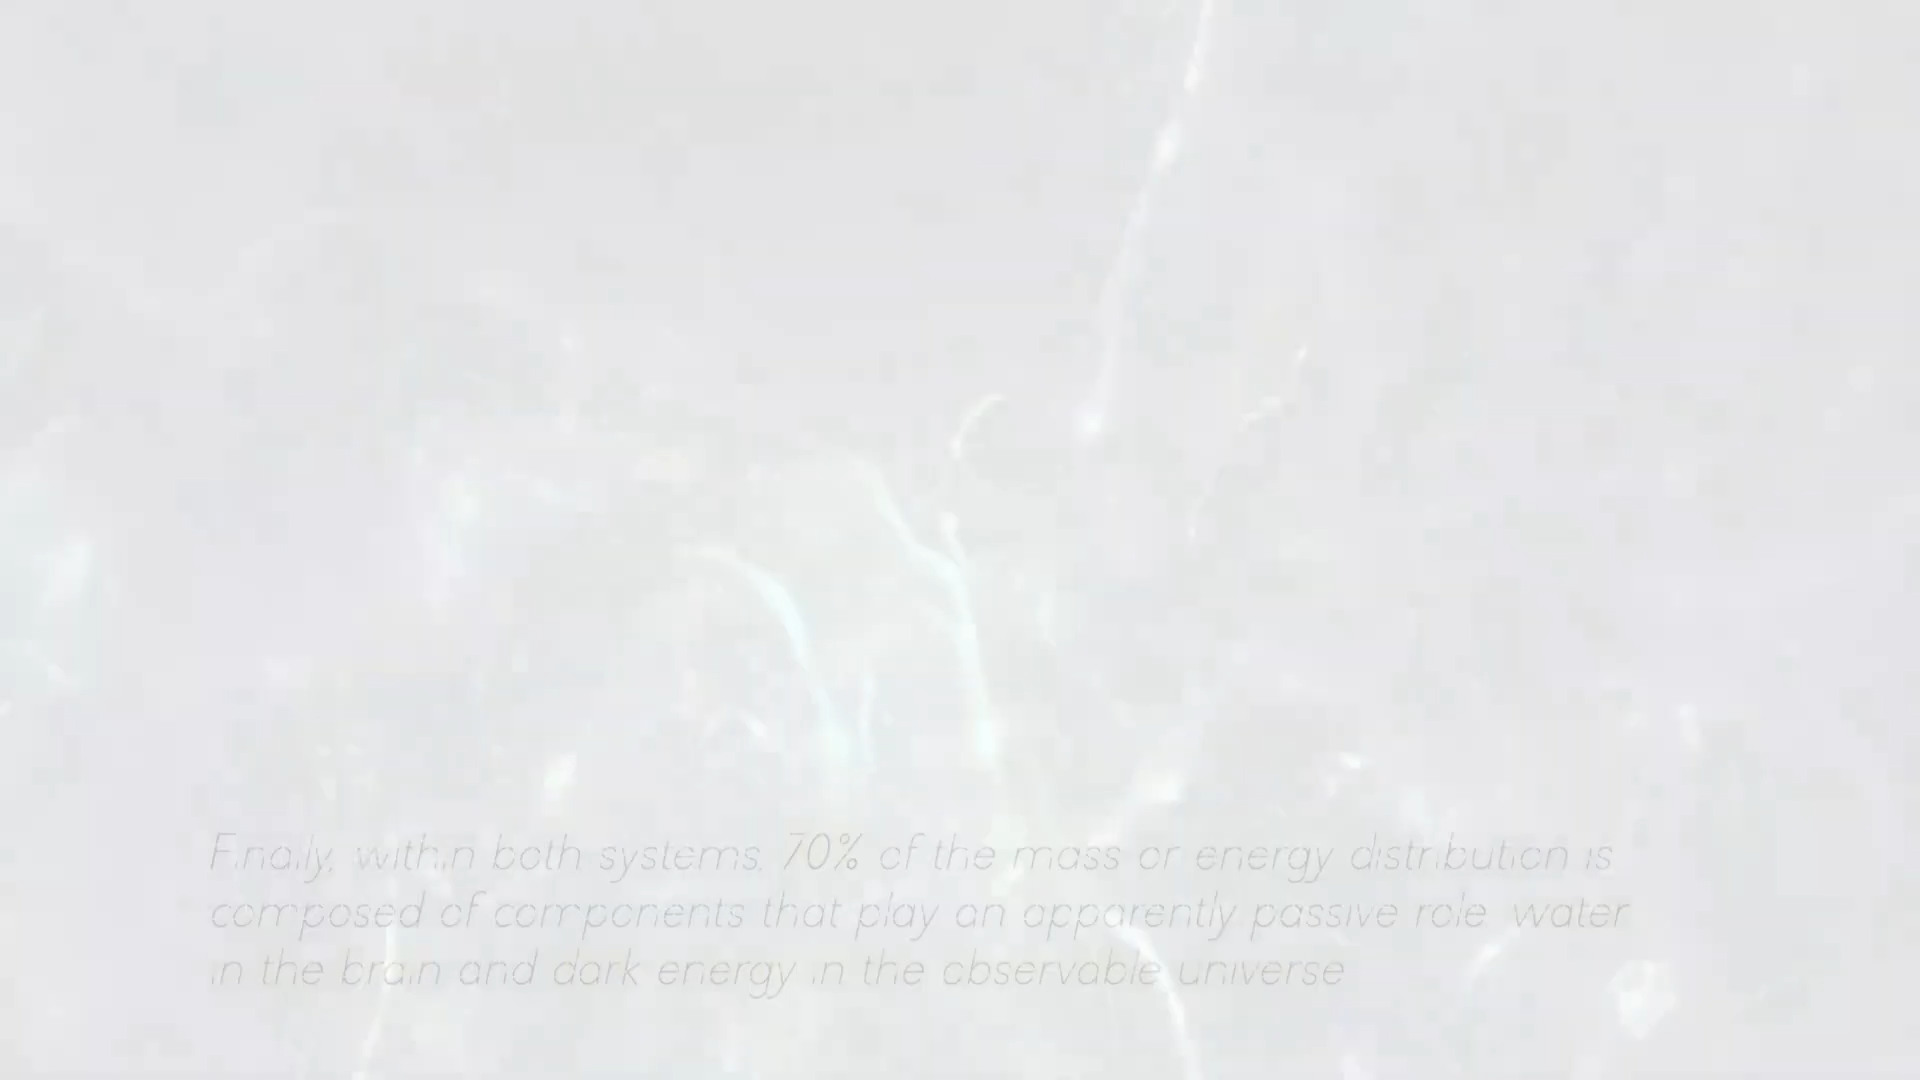 Finally, within both systems, 70% of the mass or energy distribution is
composed of components that play an apparently passive role: water
in the brain and dark energy in the observable universe